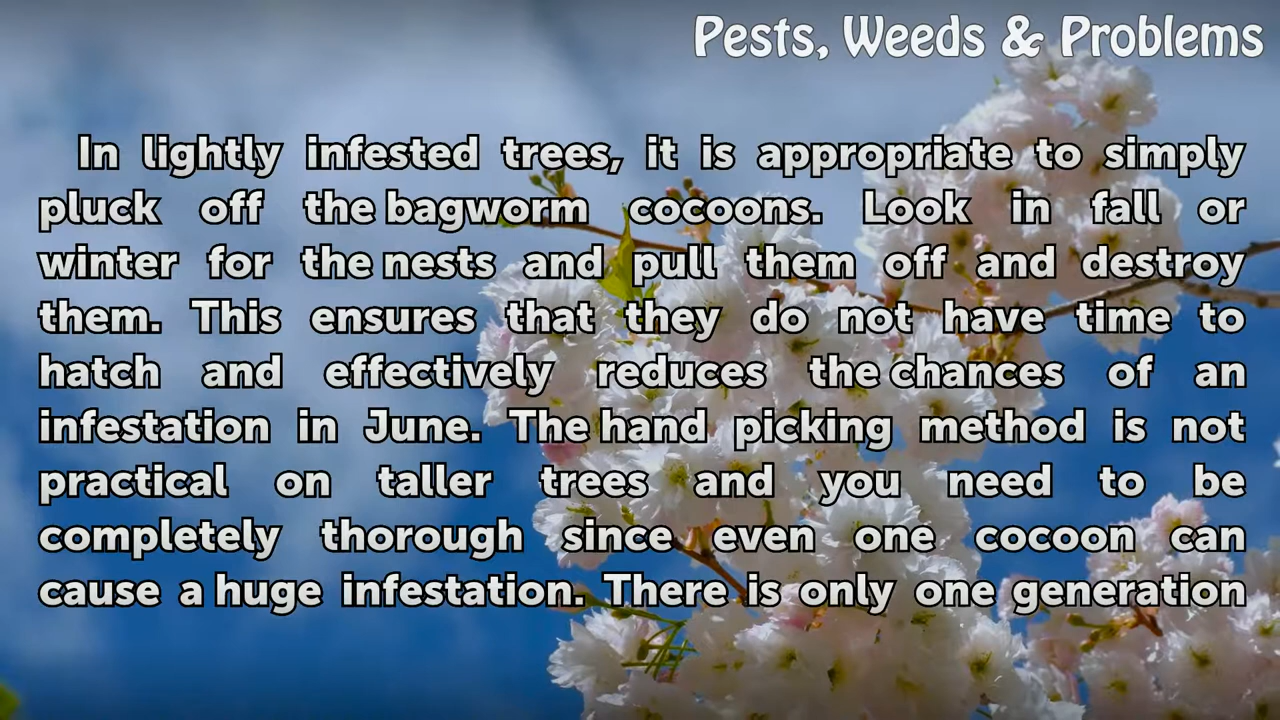 Pests, Weeds & Problems
In lightly infested trees, it is appropriate to simply
pluck off the bagworm cocoons. Look in fall or
winter for the nests and pull them off and destroy
them. This ensures that they do not have time to
hatch and effectively reduces the chances of an
infestation in June. The hand picking method is not
practical on taller trees and you need to be
completely thorough since even one cocoon can
cause a huge infestation. There is only one generation